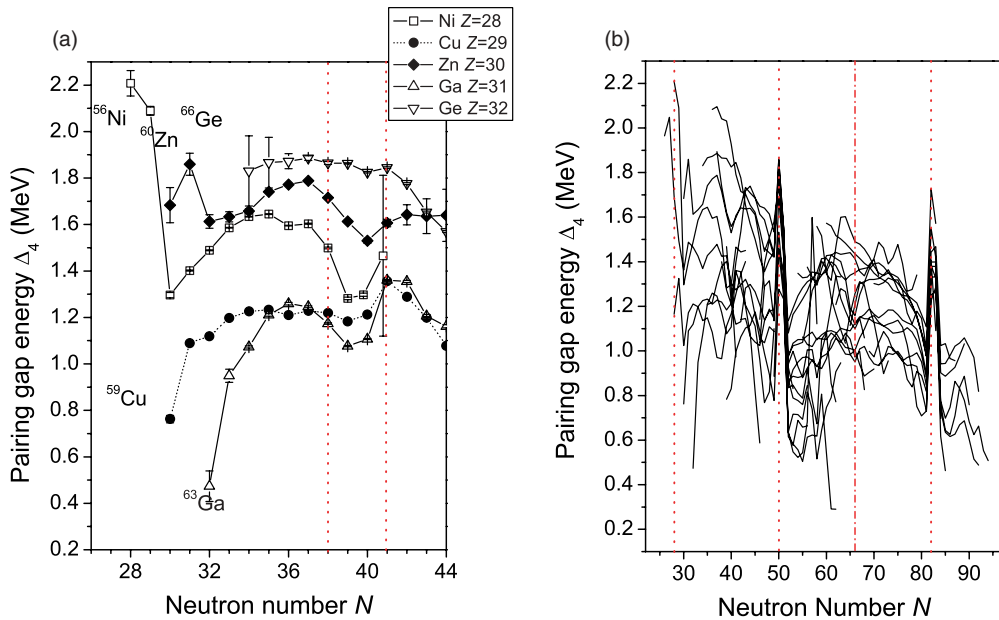 (a)
Ni Z=28
Cu Z=29
Zn Z=30
Ga Z=31
Ge Z=32
(b)
Pairing gap energy Δ4 (MeV)
2.2
2.0
1.8
1.6
1.4
1.2
1.0
0.8
0.6
0.4
0.2
56Ni
60Zn
66Ge
59Cu
63Ga
28 32 36 40 44
Neutron number N
Pairing gap energy Δ4 (MeV)
2.2
2.0
1.8
1.6
1.4
1.2
1.0
0.8
0.6
0.4
0.2
30 40 50 60 70 80 90
Neutron Number N